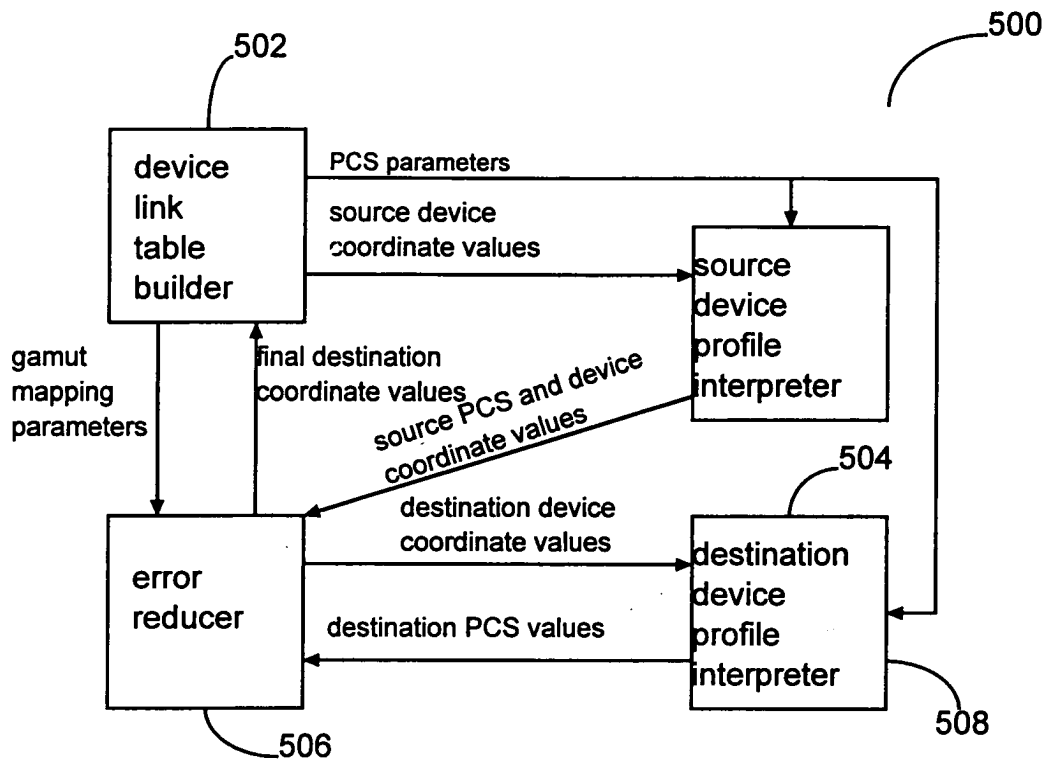 500
502
device
link
table
builder
PCS parameters
source device
coordinate values
source
device
profile
interpreter
gamut
mapping
parameters
final destination
coordinate values
source PCS and device
coordinate values
504
destination device
coordinate values
error
reducer
destination
device
profile
interpreter
destination PCS values
506
508